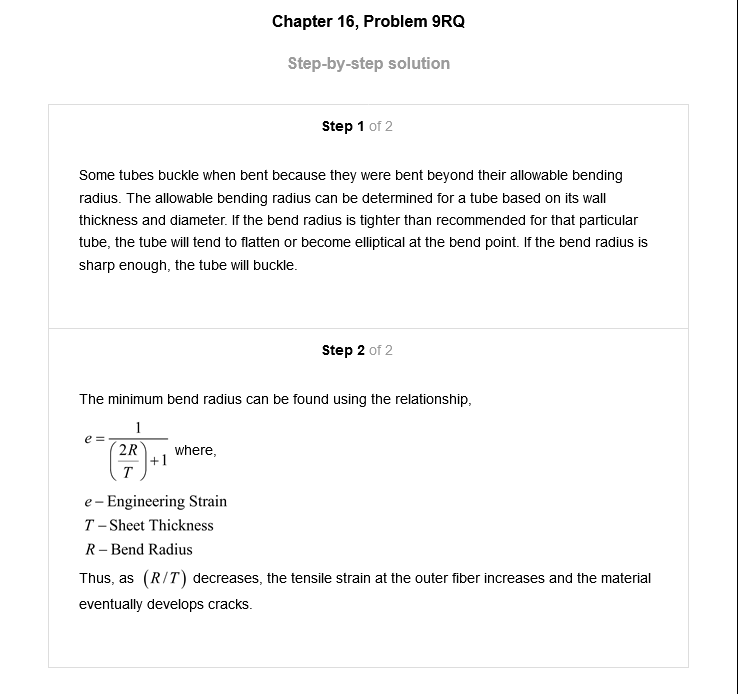 Chapter 16, Problem 9RQ
Step-by-step solution
Step 1 of 2
Some tubes buckle when bent because they were bent beyond their allowable bending
radius. The allowable bending radius can be determined for a tube based on its wall
thickness and diameter. If the bend radius is tighter than recommended for that particular
tube, the tube will tend to flatten or become elliptical at the bend point. If the bend radius is
sharp enough, the tube will buckle.
Step 2 of 2
The minimum bend radius can be found using the relationship,
e = 1 / ((2R/T) + 1) where,
e – Engineering Strain
T – Sheet Thickness
R – Bend Radius
Thus, as (R/T) decreases, the tensile strain at the outer fiber increases and the material
eventually develops cracks.